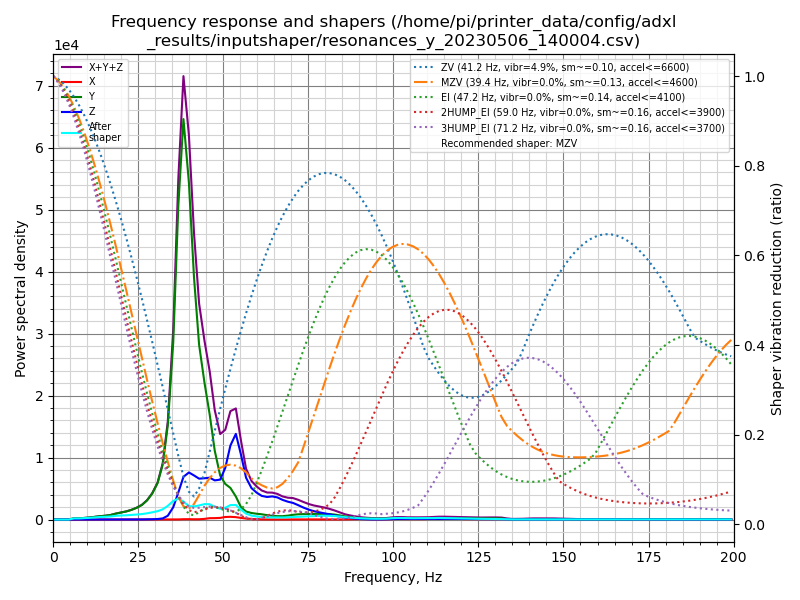 Frequency response and shapers (/home/pi/printer_data/config/adxl
_results/inputshaper/resonances_y_20230506_140004.csv)
1e4
X+Y+Z
X
Y
Z
After
shaper
ZV (41.2 Hz, vibr=4.9%, sm~=0.10, accel<=6600)
MZV (39.4 Hz, vibr=0.0%, sm~=0.13, accel<=4600)
EI (47.2 Hz, vibr=0.0%, sm~=0.14, accel<=4100)
2HUMP_EI (59.0 Hz, vibr=0.0%, sm~=0.16, accel<=3900)
3HUMP_EI (71.2 Hz, vibr=0.0%, sm~=0.16, accel<=3700)
Recommended shaper: MZV
Power spectral density
7
6
5
4
3
2
1
0
1.0
0.8
0.6
0.4
0.2
0.0
Shaper vibration reduction (ratio)
0 25 50 75 100 125 150 175 200
Frequency, Hz